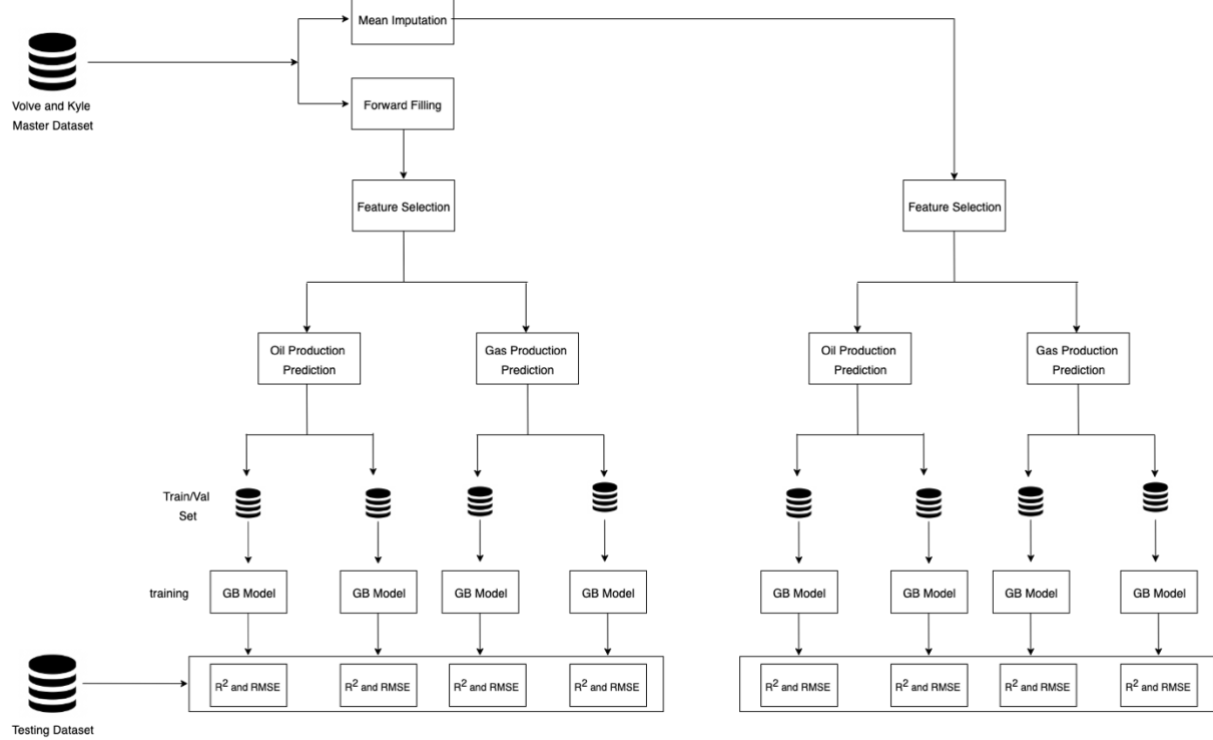 Mean Imputation
Volve and Kyle
Master Dataset
Forward Filling
Feature Selection
Feature Selection
Oil Production
Prediction
Gas Production
Prediction
Oil Production
Prediction
Gas Production
Prediction
Train/Val
Set
training
GB Model
GB Model
GB Model
GB Model
GB Model
GB Model
GB Model
GB Model
R² and RMSE
R² and RMSE
R² and RMSE
R² and RMSE
R² and RMSE
R² and RMSE
R² and RMSE
R² and RMSE
Testing Dataset